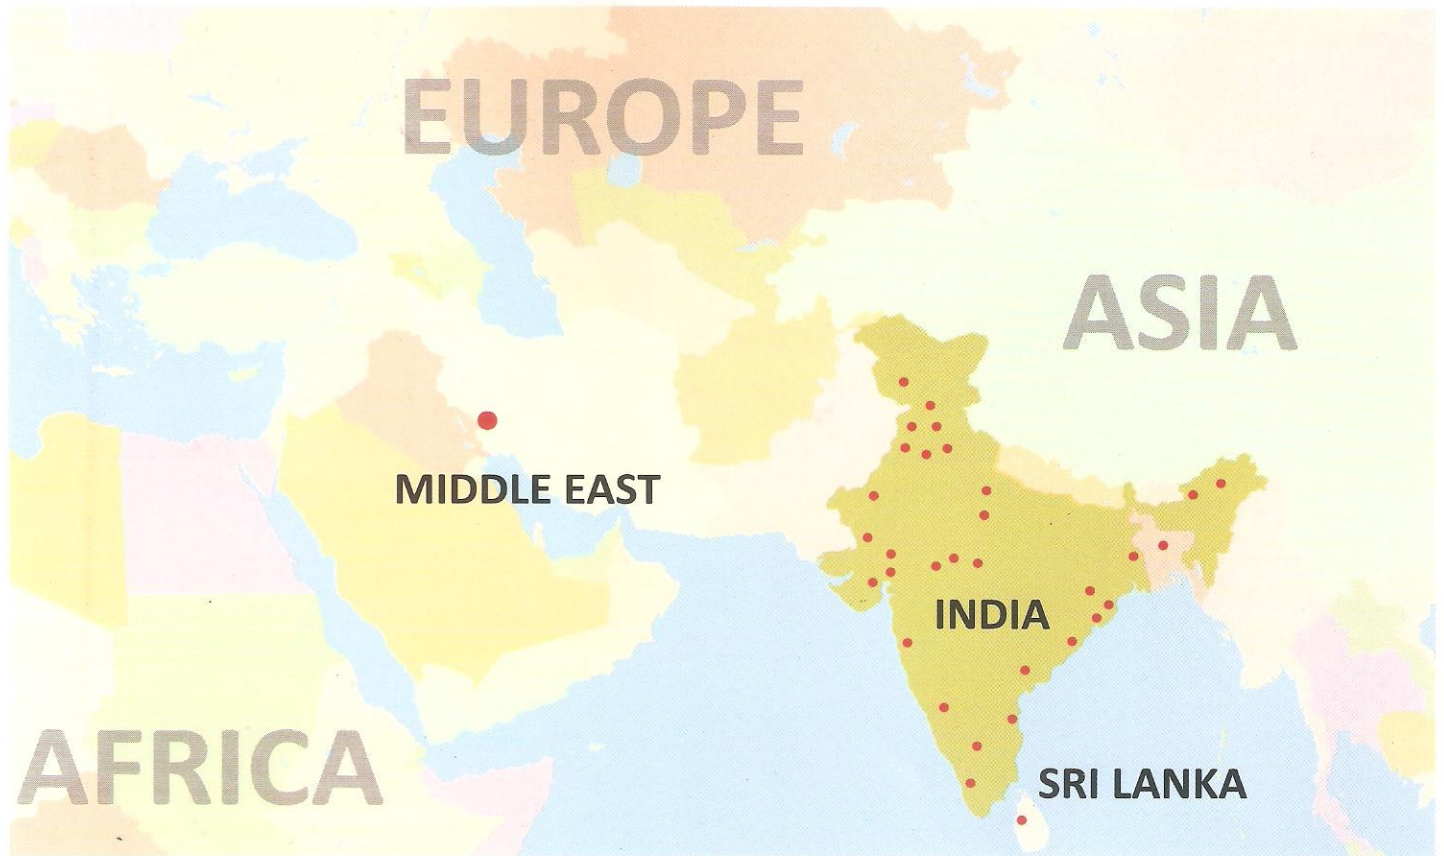 EUROPE
ASIA
MIDDLE EAST
INDIA
AFRICA
SRI LANKA